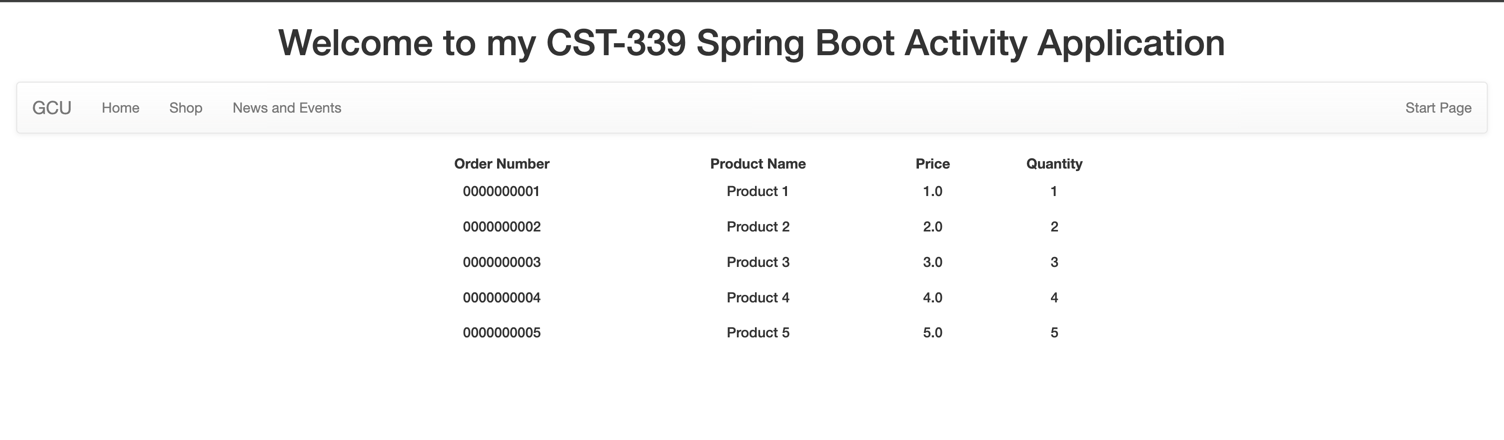 Welcome to my CST-339 Spring Boot Activity Application
GCU Home Shop News and Events Start Page
Order Number Product Name Price Quantity
0000000001 Product 1 1.0 1
0000000002 Product 2 2.0 2
0000000003 Product 3 3.0 3
0000000004 Product 4 4.0 4
0000000005 Product 5 5.0 5